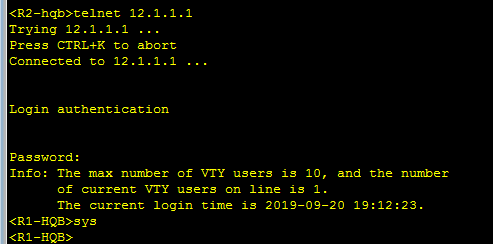 <R2-hqb>telnet 12.1.1.1
Trying 12.1.1.1 ...
Press CTRL+K to abort
Connected to 12.1.1.1 ...
Login authentication
Password:
Info: The max number of VTY users is 10, and the number
of current VTY users on line is 1.
The current login time is 2019-09-20 19:12:23.
<R1-HQB>sys
<R1-HQB>